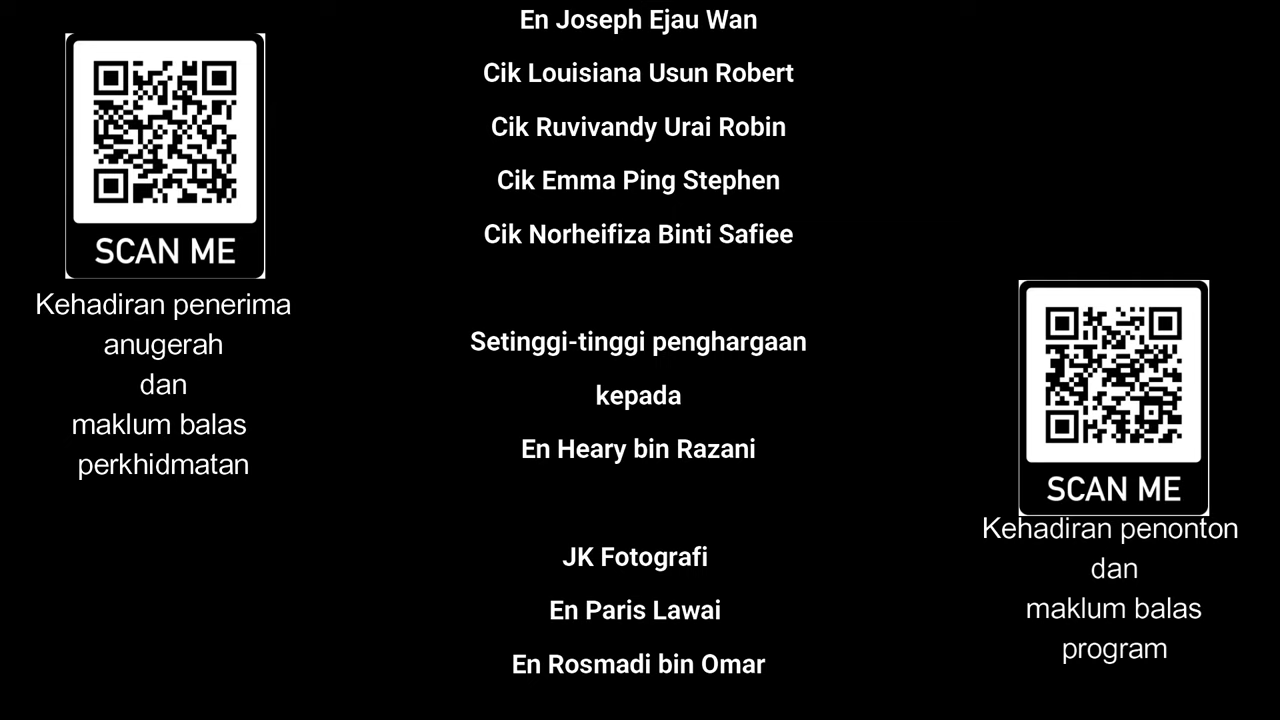 En Joseph Ejau Wan
Cik Louisiana Usun Robert
Cik Ruvivandy Urai Robin
Cik Emma Ping Stephen
Cik Norheifiza Binti Safiee
Setinggi-tinggi penghargaan
kepada
En Heary bin Razani
JK Fotografi
En Paris Lawai
En Rosmadi bin Omar
SCAN ME
Kehadiran penerima
anugerah
dan
maklum balas
perkhidmatan
SCAN ME
Kehadiran penonton
dan
maklum balas
program